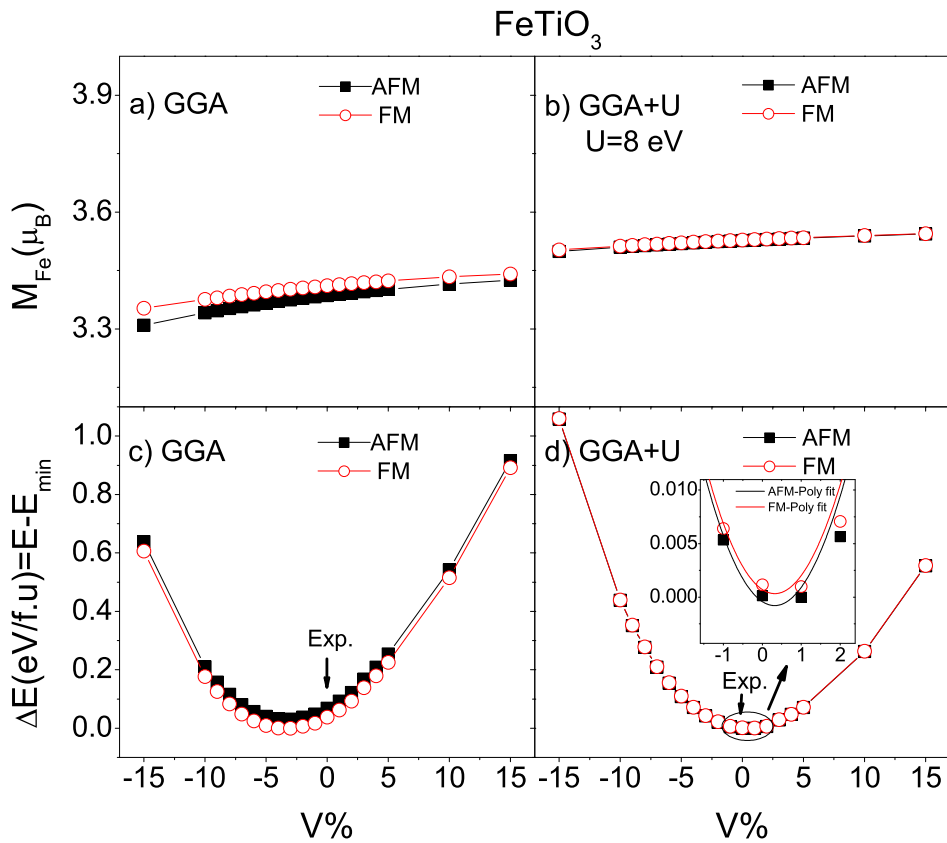 FeTiO₃
a) GGA
AFM
FM
b) GGA+U
U=8 eV
AFM
FM
M_Fe(μ_B)
3.9
3.6
3.3
c) GGA
AFM
FM
Exp.
d) GGA+U
AFM
FM
AFM-Poly fit
FM-Poly fit
0.010
0.005
0.000
-1 0 1 2
Exp.
ΔE(eV/f.u)=E-E_min
1.0
0.8
0.6
0.4
0.2
0.0
-15 -10 -5 0 5 10 15
-15 -10 -5 0 5 10 15
V%
V%